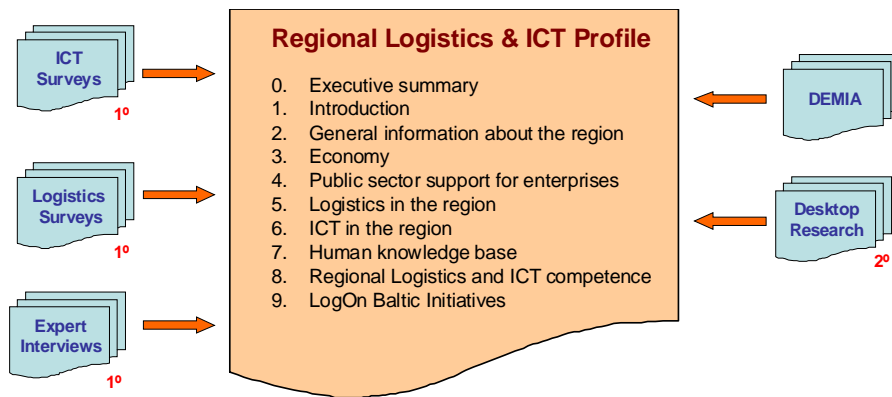 ICT
Surveys
1º
Logistics
Surveys
1º
Expert
Interviews
1º
Regional Logistics & ICT Profile
0. Executive summary
1. Introduction
2. General information about the region
3. Economy
4. Public sector support for enterprises
5. Logistics in the region
6. ICT in the region
7. Human knowledge base
8. Regional Logistics and ICT competence
9. LogOn Baltic Initiatives
DEMIA
Desktop
Research
2º